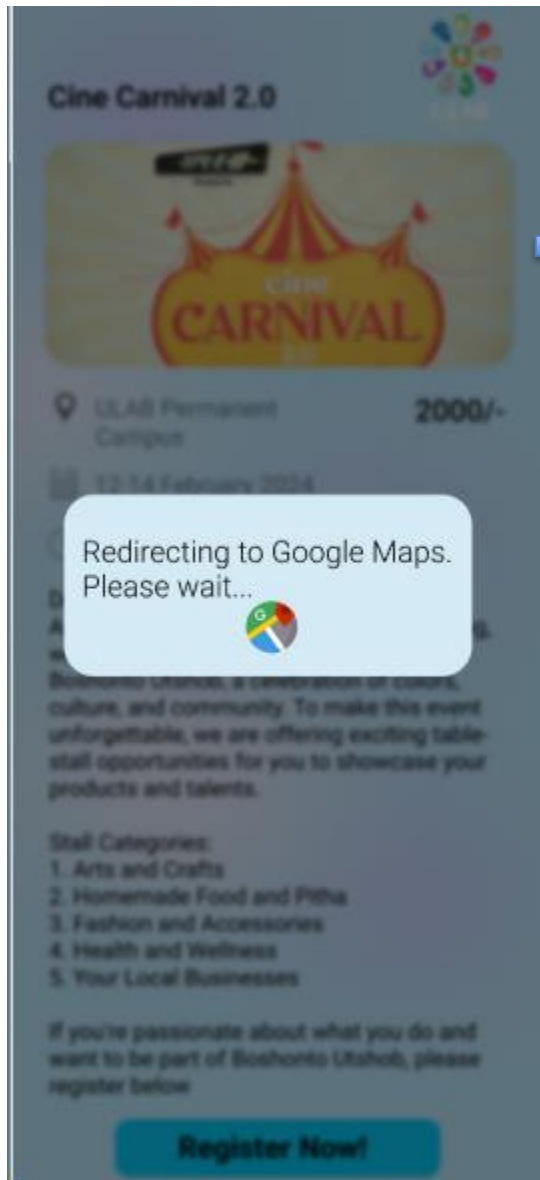 Cine Carnival 2.0
cine
CARNIVAL
ULAB Permanent
Campus
2000/-
12-14 February 2024
Redirecting to Google Maps.
Please wait...
G
Boshonto Utshob, a celebration of colors,
culture, and community. To make this event
unforgettable, we are offering exciting table-
stall opportunities for you to showcase your
products and talents.
Stall Categories:
1. Arts and Crafts
2. Homemade Food and Pitha
3. Fashion and Accessories
4. Health and Wellness
5. Your Local Businesses
If you're passionate about what you do and
want to be part of Boshonto Utshob, please
register below
Register Now!